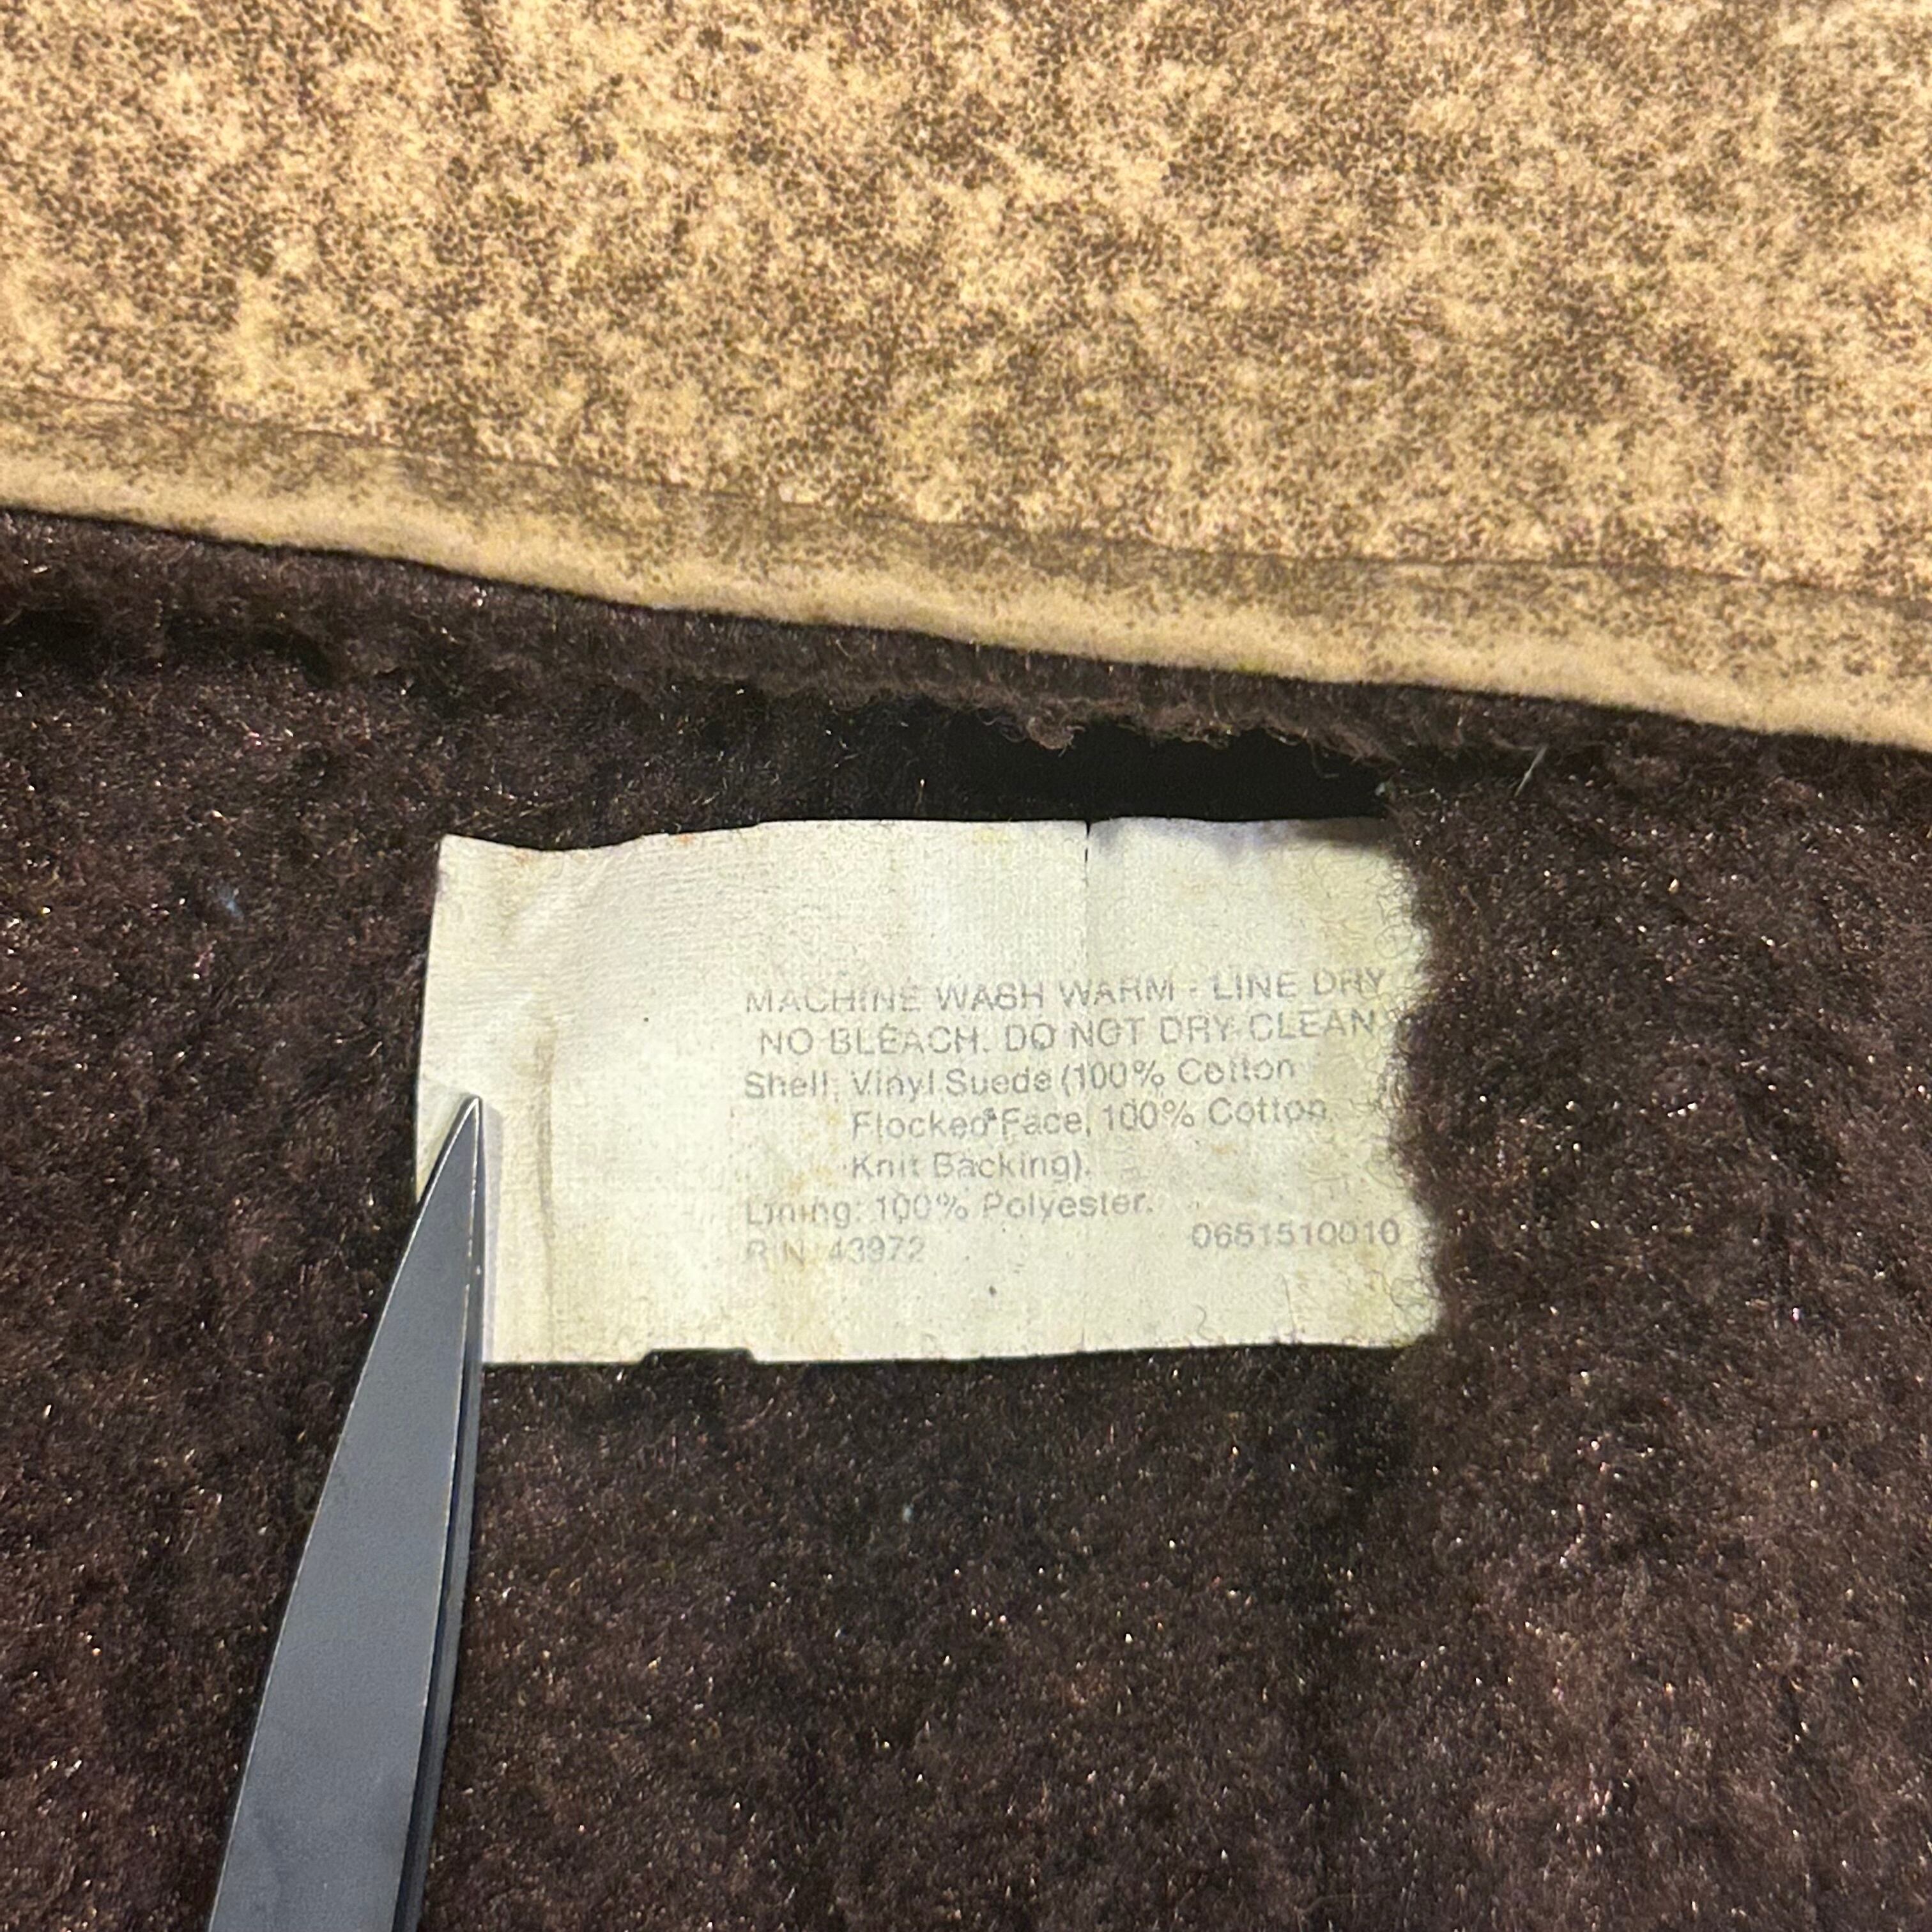 MACHINE WASH WARM - LINE DRY
NO BLEACH. DO NOT DRY CLEAN
Shell: Vinyl Suede (100% Cotton
Flocked Face, 100% Cotton
Knit Backing).
Lining: 100% Polyester.
R.N. 43972 0651510010